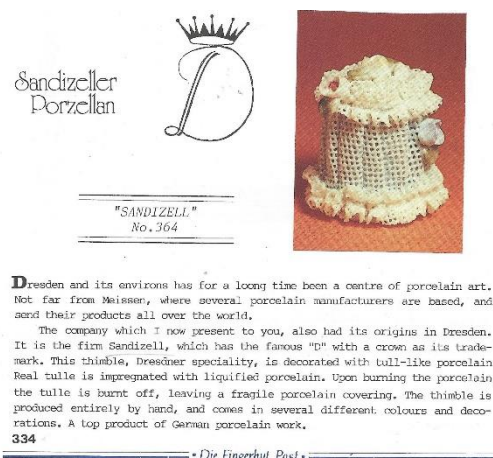 Sandizeller
Porzellan
D
"SANDIZELL"
No.364
Dresden and its environs has for a loong time been a centre of porcelain art.
Not far from Meissen, where several porcelain manufacturers are based, and
send their products all over the world.
The company which I now present to you, also had its origins in Dresden.
It is the firm Sandizell, which has the famous "D" with a crown as its trade-
mark. This thimble, Dresdner speciality, is decorated with tull-like porcelain
Real tulle is impregnated with liquified porcelain. Upon burning the porcelain
the tulle is burnt off, leaving a fragile porcelain covering. The thimble is
produced entirely by hand, and comes in several different colours and deco-
rations. A top product of German porcelain work.
334
• Die Fingerhut Post •